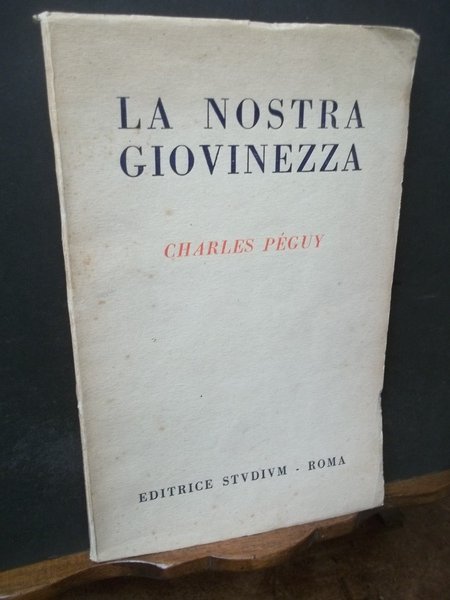 LA NOSTRA
GIOVINEZZA
CHARLES PÉGUY
EDITRICE STVDIVM - ROMA